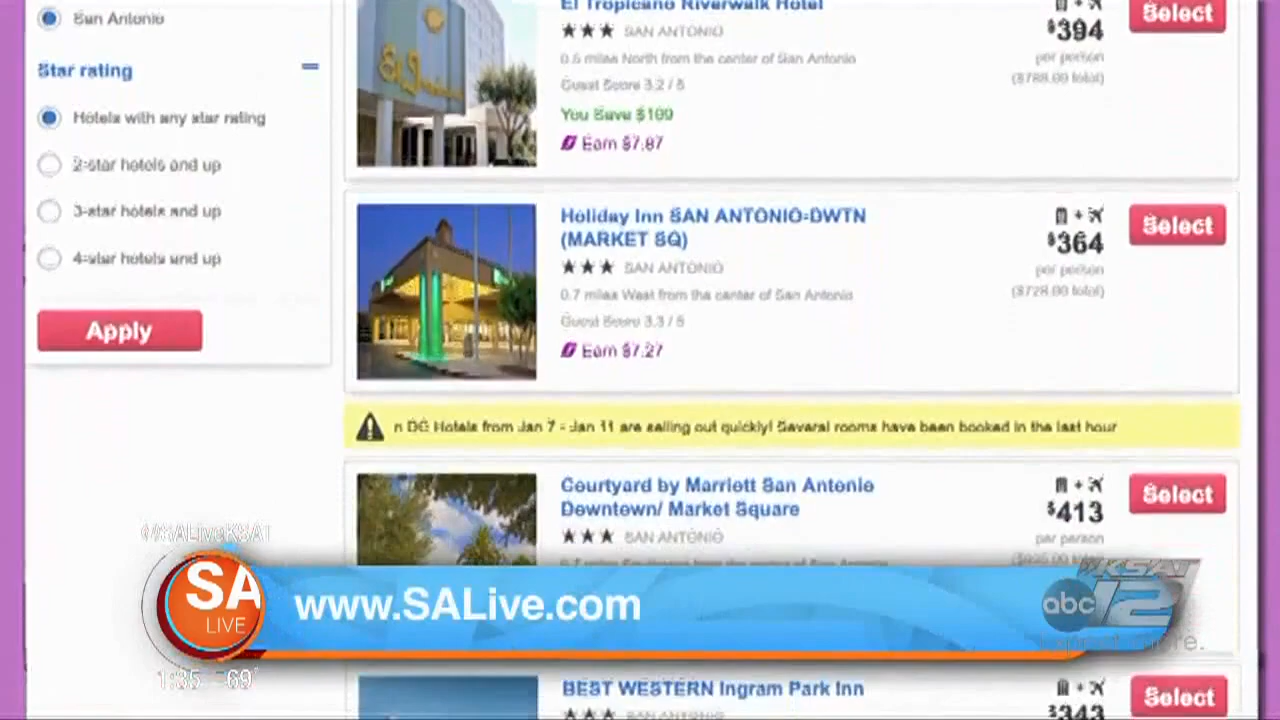 San Antonio
Star rating
Hotels with any star rating
2-star hotels and up
3-star hotels and up
4-star hotels and up
Apply
El Tropicano Riverwalk Hotel
SAN ANTONIO
0.5 miles North from the center of San Antonio
Guest Score 3.2 / 5
You Save $109
Earn $7.87
$394
per person
($788.00 total)
Select
Holiday Inn SAN ANTONIO-DWTN
(MARKET SQ)
SAN ANTONIO
0.7 miles West from the center of San Antonio
Guest Score 3.3 / 5
Earn $7.27
+
$364
per person
($728.00 total)
Select
n DC Hotels from Jan 7 - Jan 11 are selling out quickly! Several rooms have been booked in the last hour
Courtyard by Marriott San Antonio
Downtown/ Market Square
SAN ANTONIO
+
$413
per person
Select
@SALiveKSAT
SA
LIVE
www.SALive.com
KSAT
abc 12
1:35 69°
BEST WESTERN Ingram Park Inn
SAN ANTONIO
+
$343
Select